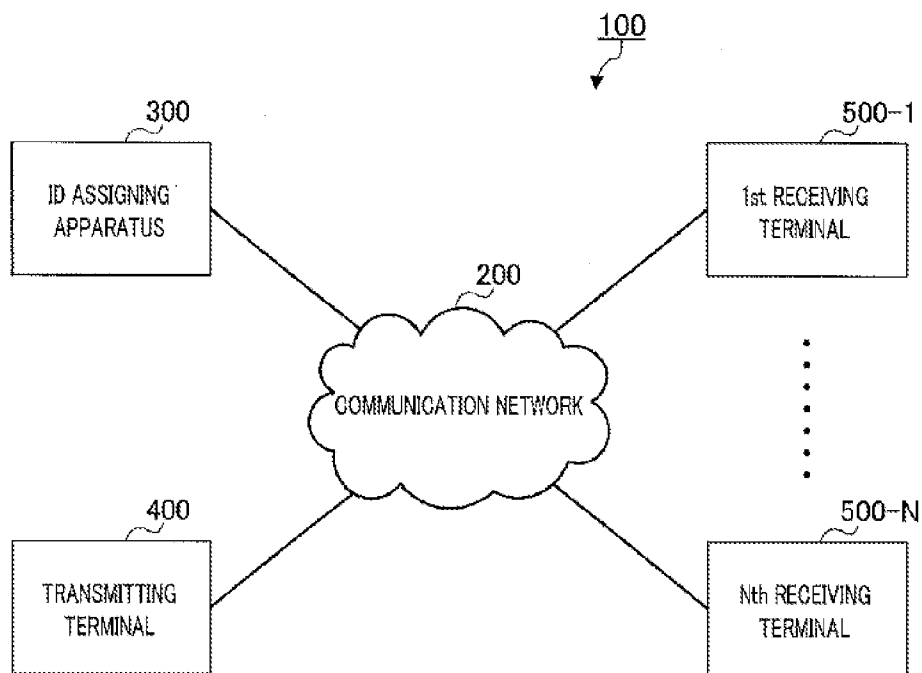 100
300
ID ASSIGNING
APPARATUS
500-1
1st RECEIVING
TERMINAL
200
COMMUNICATION NETWORK
400
TRANSMITTING
TERMINAL
500-N
Nth RECEIVING
TERMINAL